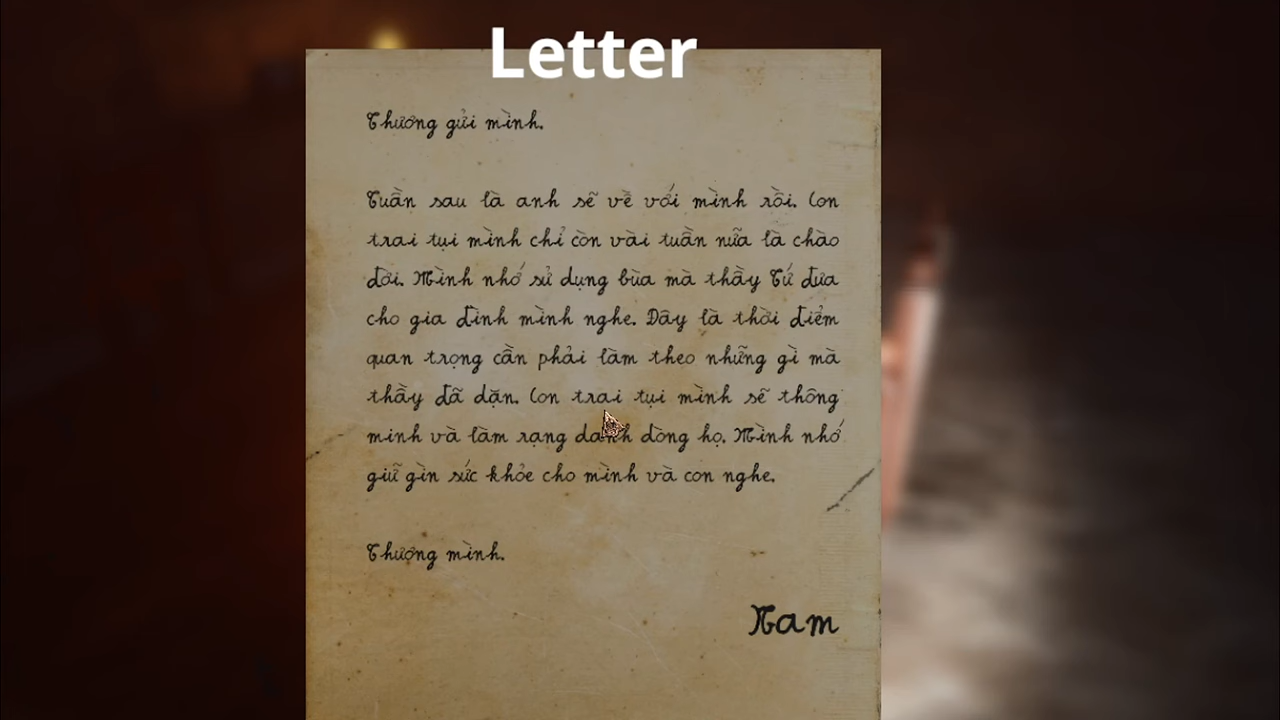 Letter
Thương gửi mình.
Tuần sau là anh sẽ về với mình rồi. Con
trai tụi mình chỉ còn vài tuần nữa là chào
đời. Mình nhớ sử dụng bùa mà thầy Tứ đưa
cho gia đình mình nghe. Đây là thời điểm
quan trọng cần phải làm theo những gì mà
thầy đã dặn. Con trai tụi mình sẽ thông
minh và làm rạng danh dòng họ. Mình nhớ
giữ gìn sức khỏe cho mình và con nghe.
Thương mình.
Nam